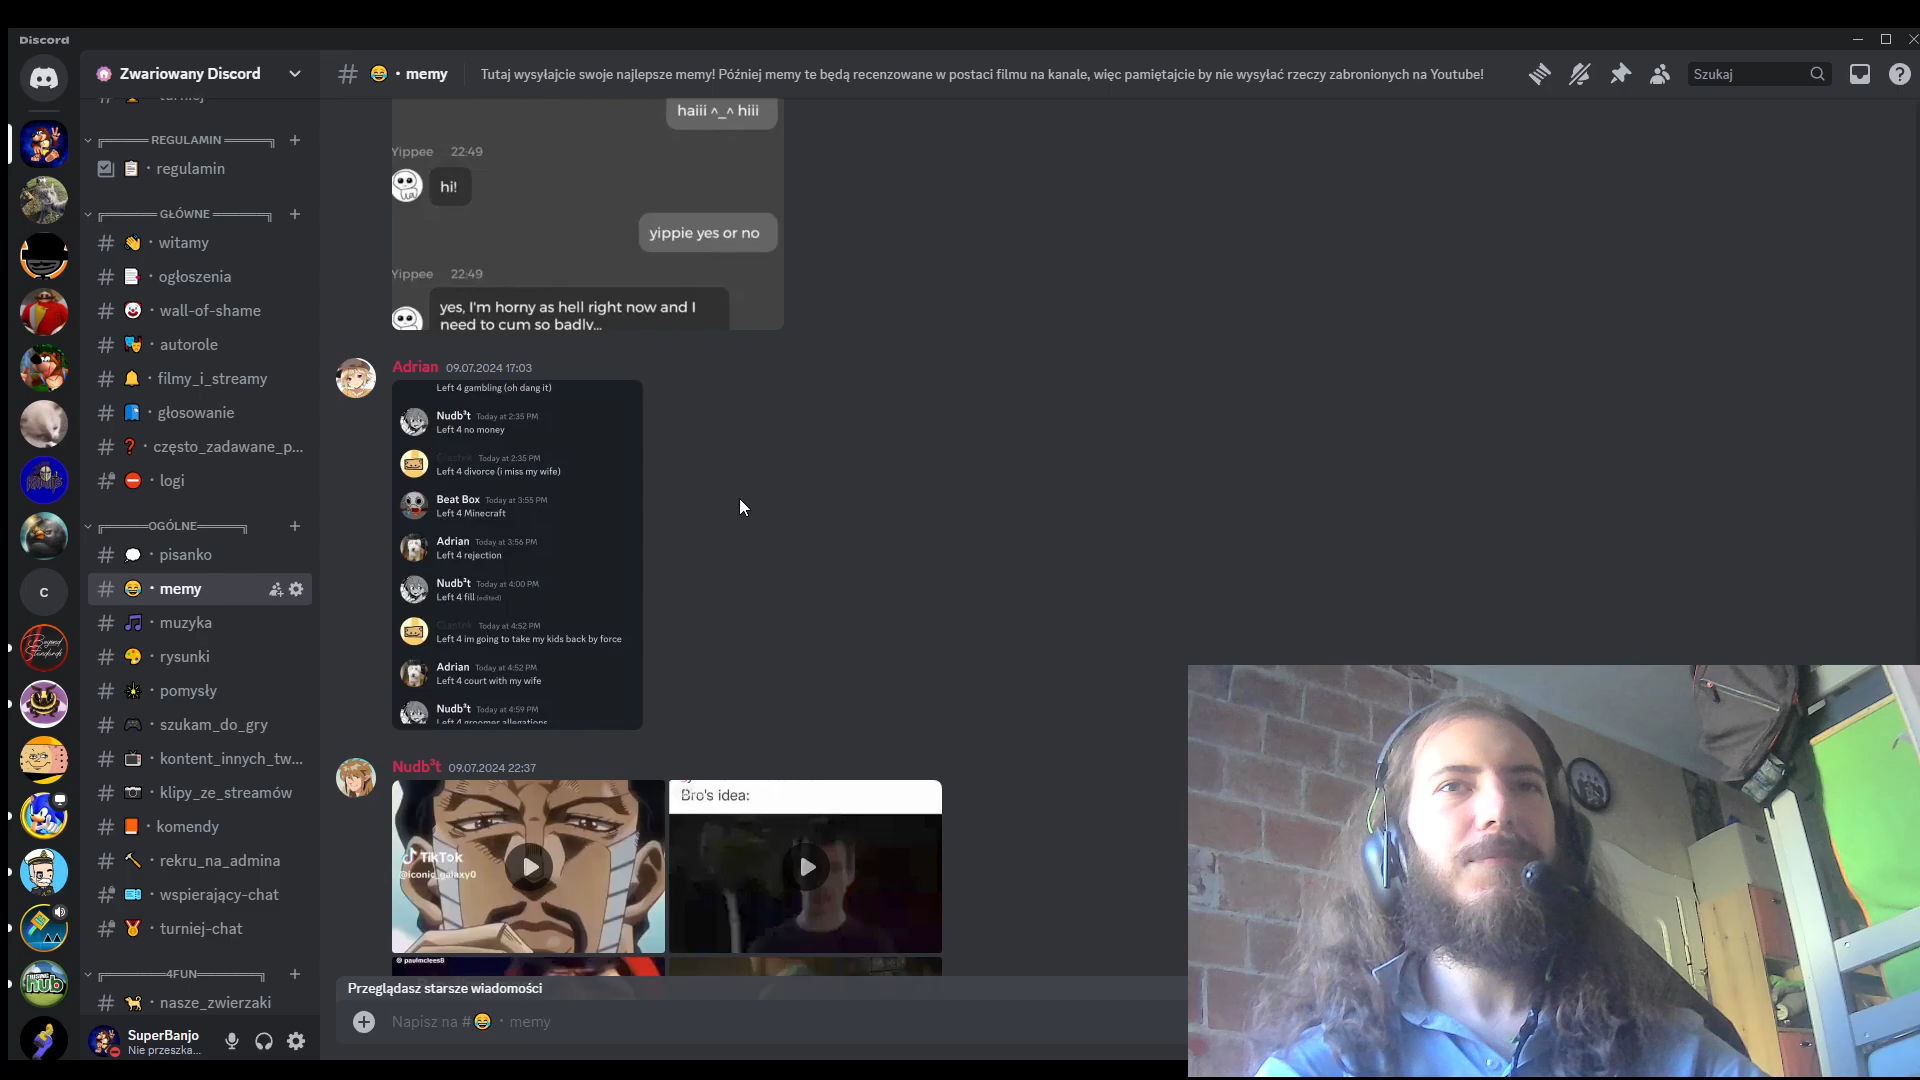 Discord
Zwariowany Discord
turniej
REGULAMIN
regulamin
GŁÓWNE
witamy
ogłoszenia
wall-of-shame
autorole
filmy_i_streamy
głosowanie
często_zadawane_p...
logi
OGÓLNE
pisanko
memy
muzyka
rysunki
pomysły
szukam_do_gry
kontent_innych_tw...
klipy_ze_streamów
komendy
rekru_na_admina
wspierający-chat
turniej-chat
4FUN
nasze_zwierzaki
SuperBanjo
Nie przeszka...
C
Beyond
Standards
HUB
# • memy
Tutaj wysyłajcie swoje najlepsze memy! Później memy te będą recenzowane w postaci filmu na kanale, więc pamiętajcie by nie wysyłać rzeczy zabronionych na Youtube!
Szukaj
haiii ^_^ hiii
Yippee 22:49
hi!
yippie yes or no
Yippee 22:49
yes, I'm horny as hell right now and I
need to cum so badly...
Adrian 09.07.2024 17:03
Left 4 gambling (oh dang it)
Nudb³t Today at 2:35 PM
Left 4 no money
Today at 2:35 PM
Left 4 divorce (i miss my wife)
Beat Box Today at 3:55 PM
Left 4 Minecraft
Adrian Today at 3:56 PM
Left 4 rejection
Nudb³t Today at 4:00 PM
Left 4 fill (edited)
Today at 4:52 PM
Left 4 im going to take my kids back by force
Adrian Today at 4:52 PM
Left 4 court with my wife
Nudb³t Today at 4:59 PM
Left 4 groomer allegations
Nudb³t 09.07.2024 22:37
TikTok
@iconic_galaxy0
Bro's idea:
@ paulmclees8
Przeglądasz starsze wiadomości
Napisz na # • memy